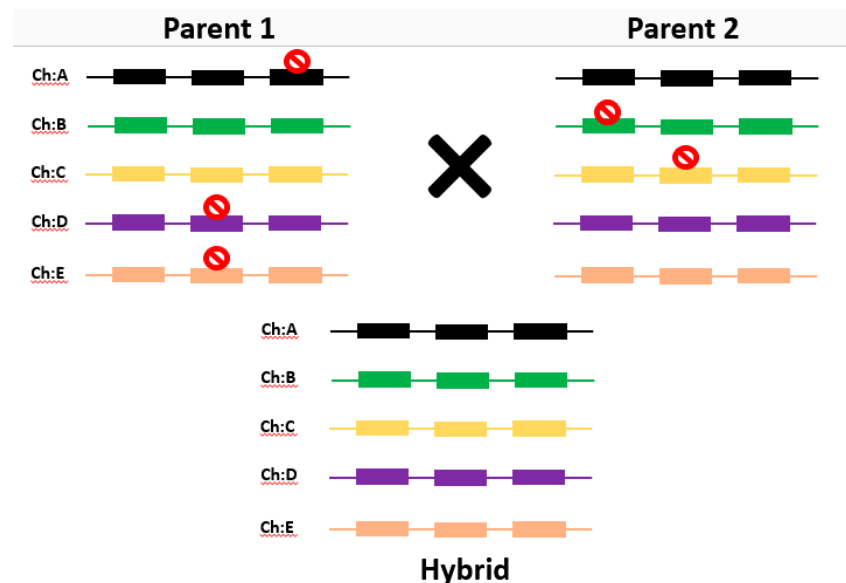 Parent 1
Parent 2
Ch:A
Ch:B
Ch:C
Ch:D
Ch:E
Ch:A
Ch:B
Ch:C
Ch:D
Ch:E
Hybrid